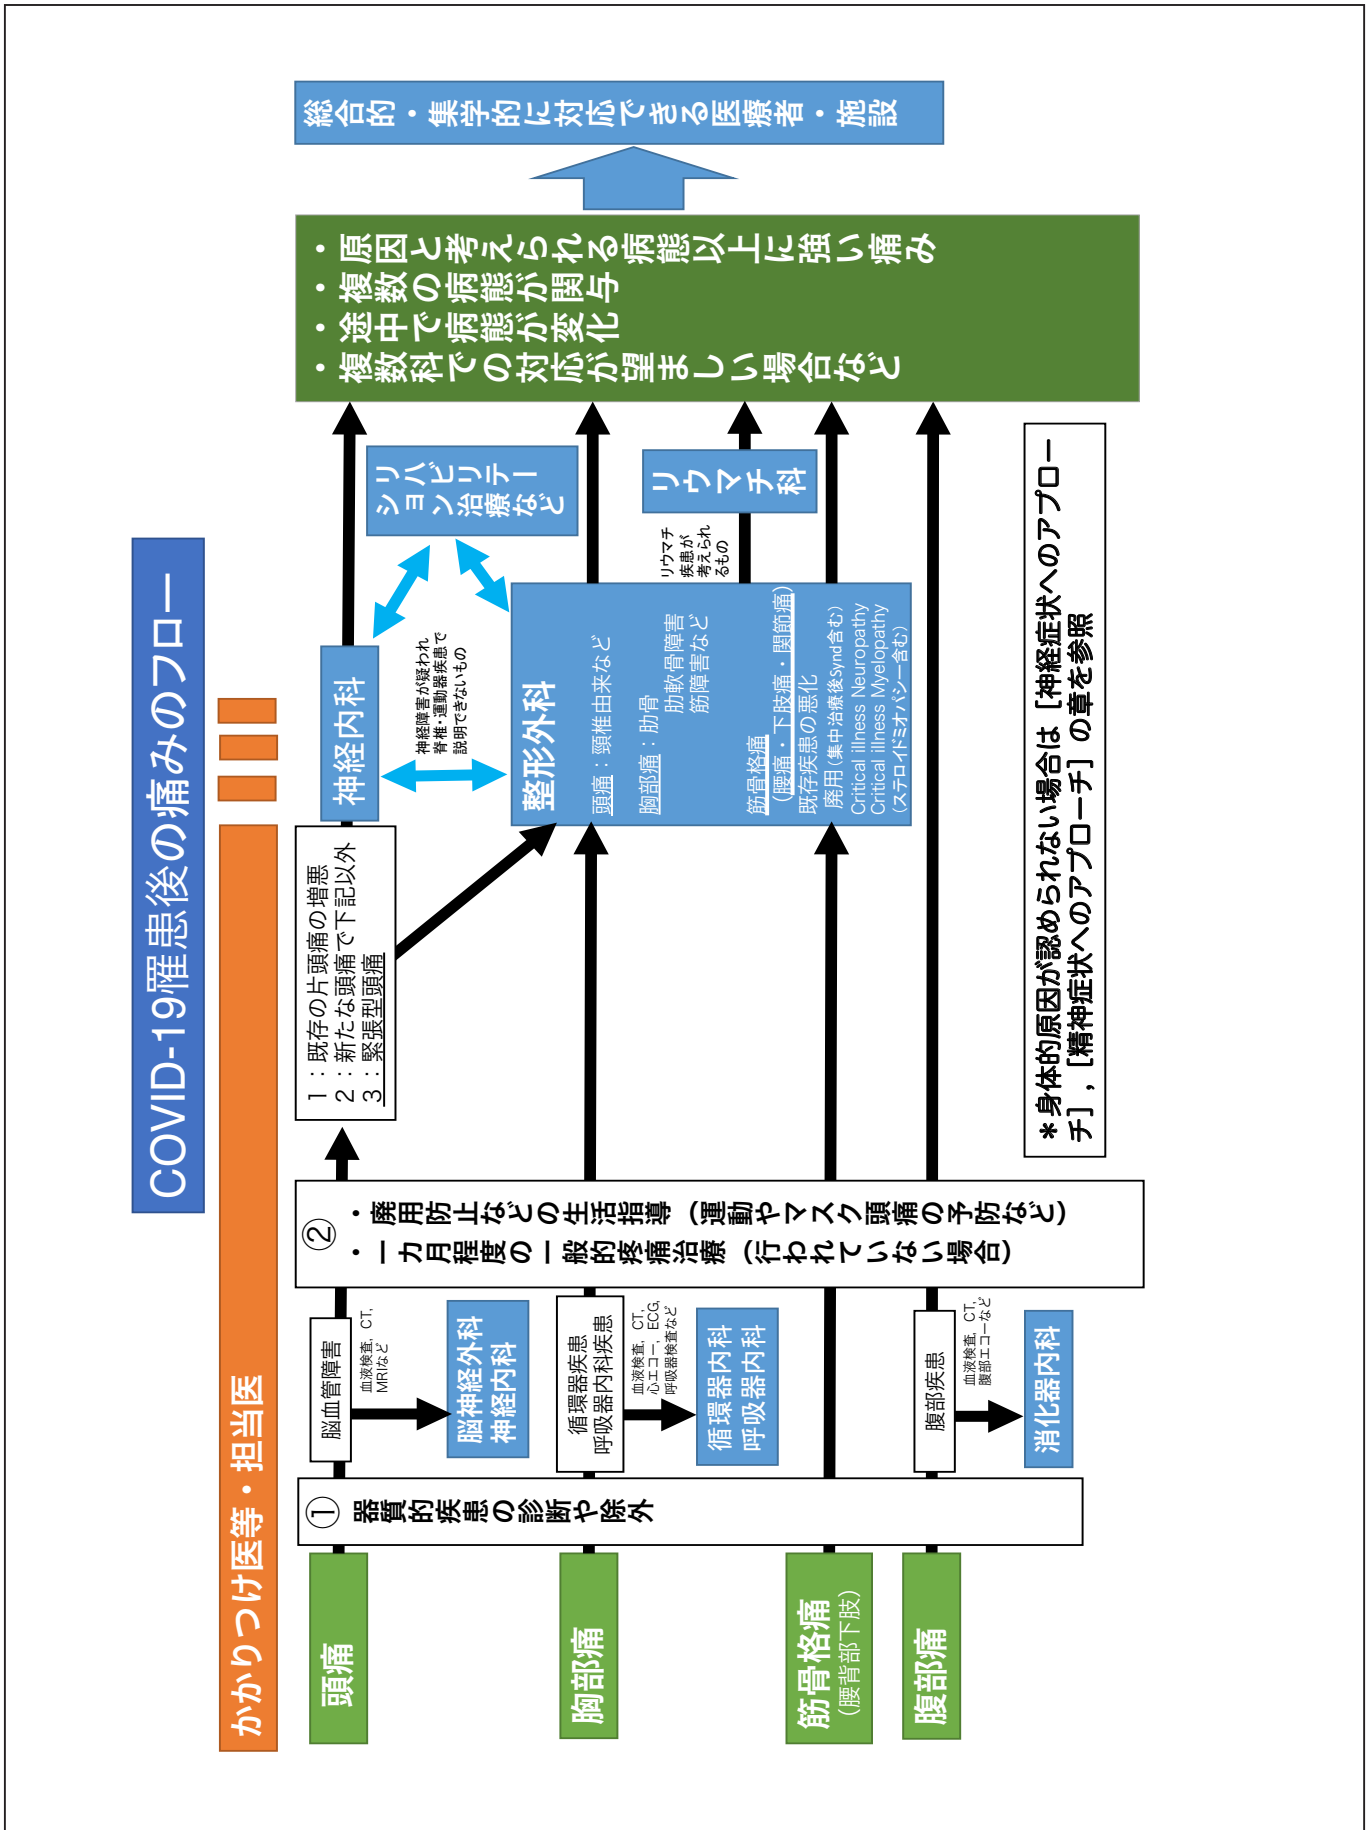 COVID-19罹患後の痛みのフロー
かかりつけ医等・担当医
頭痛
胸部痛
筋骨格痛
（腰背部下肢）
腹部痛
① 器質的疾患の診断や除外
脳血管障害
血液検査, CT,
MRIなど
脳神経外科
神経内科
循環器疾患
呼吸器内科疾患
血液検査, CT,
心エコー, ECG,
呼吸器検査など
循環器内科
呼吸器内科
腹部疾患
血液検査, CT,
腹部エコーなど
消化器内科
②
・廃用防止などの生活指導（運動やマスク頭痛の予防など）
・一カ月程度の一般的疼痛治療（行われていない場合）
1：既存の片頭痛の増悪
2：新たな頭痛で下記以外
3：緊張型頭痛
神経内科
神経障害が疑われ
脊椎・運動器疾患で
説明できないもの
リハビリテー
ション治療など
整形外科
頭痛：頸椎由来など
胸部痛：肋骨
肋軟骨障害
筋障害など
筋骨格痛
（腰痛・下肢痛・関節痛）
既存疾患の悪化
廃用（集中治療後Synd含む）
Critical illness Neuropathy
Critical illness Myelopathy
（ステロイドミオパシー含む）
リウマチ
疾患が
考えられ
るもの
リウマチ科
・原因と考えられる病態以上に強い痛み
・複数の病態が関与
・途中で病態が変化
・複数科での対応が望ましい場合など
総合的・集学的に対応できる医療者・施設
＊身体的原因が認められない場合は［神経症状へのアプロー
チ］，［精神症状へのアプローチ］の章を参照